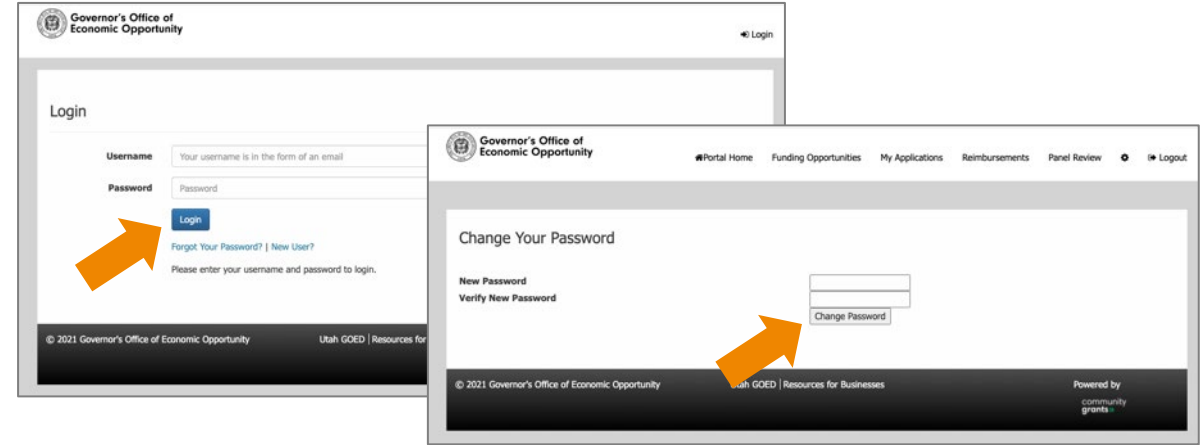 Governor's Office of
Economic Opportunity
Login
Login
Username
Your username is in the form of an email
Password
Password
Login
Forgot Your Password? | New User?
Please enter your username and password to login.
© 2021 Governor's Office of Economic Opportunity
Utah GOED | Resources for
Governor's Office of
Economic Opportunity
Portal Home Funding Opportunities My Applications Reimbursements Panel Review Logout
Change Your Password
New Password
Verify New Password
Change Password
© 2021 Governor's Office of Economic Opportunity
Utah GOED | Resources for Businesses
Powered by
community
grants